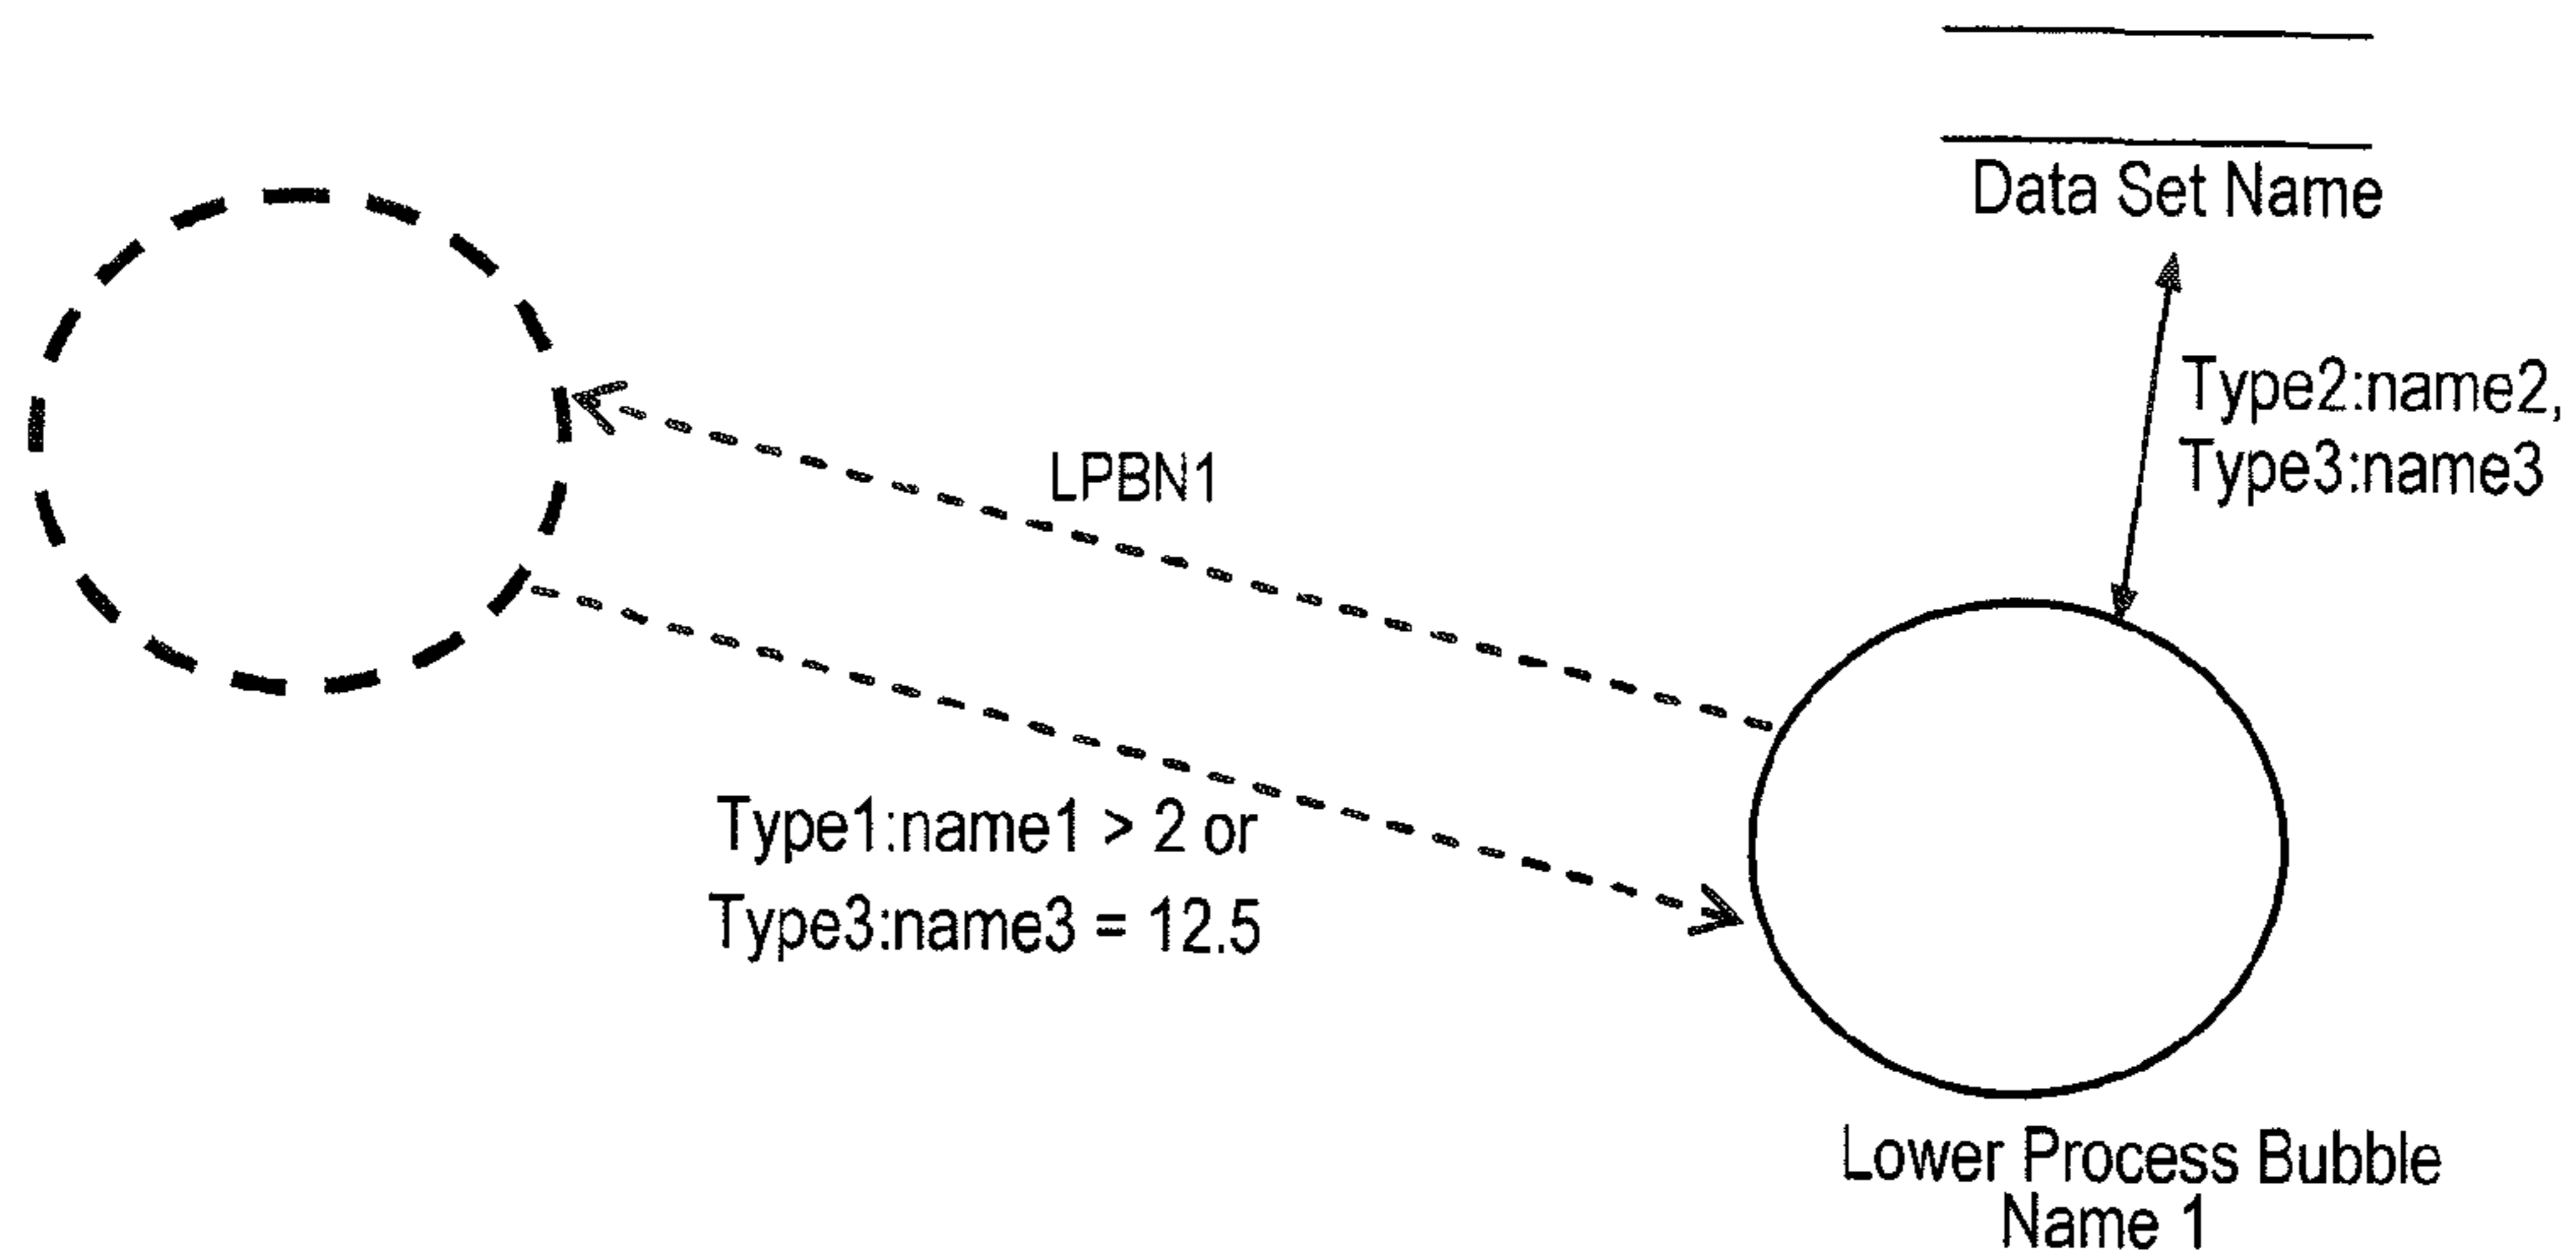 Data Set Name
Type2:name2,
Type3:name3
LPBN1
Type1:name1 > 2 or
Type3:name3 = 12.5
Lower Process Bubble
Name 1